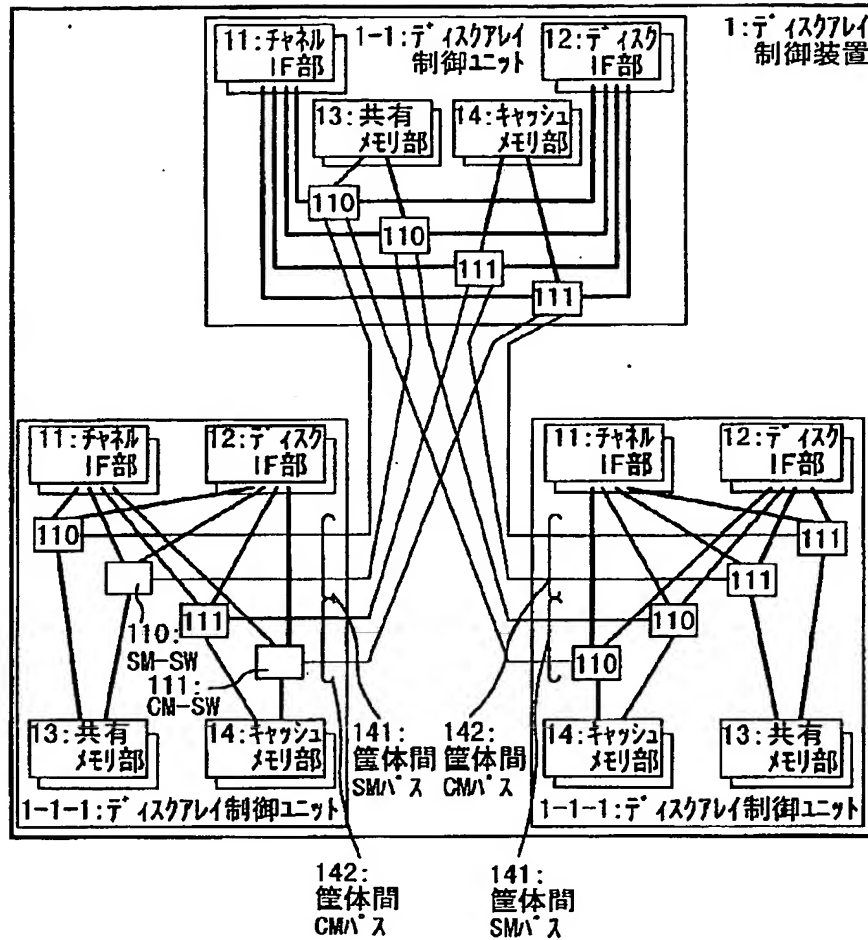 1:ディスクアレイ
制御装置
11:チャネル
IF部
1-1:ディスクアレイ
制御ユニット
12:ディスク
IF部
13:共有
メモリ部
14:キャッシュ
メモリ部
110
110
111
111
11:チャネル
IF部
12:ディスク
IF部
110
111
110:
SM-SW
111:
CM-SW
13:共有
メモリ部
14:キャッシュ
メモリ部
1-1-1:ディスクアレイ制御ユニット
141:
筐体間
SMパス
142:
筐体間
CMパス
11:チャネル
IF部
12:ディスク
IF部
111
111
110
110
14:キャッシュ
メモリ部
13:共有
メモリ部
1-1-1:ディスクアレイ制御ユニット
142:
筐体間
CMパス
141:
筐体間
SMパス